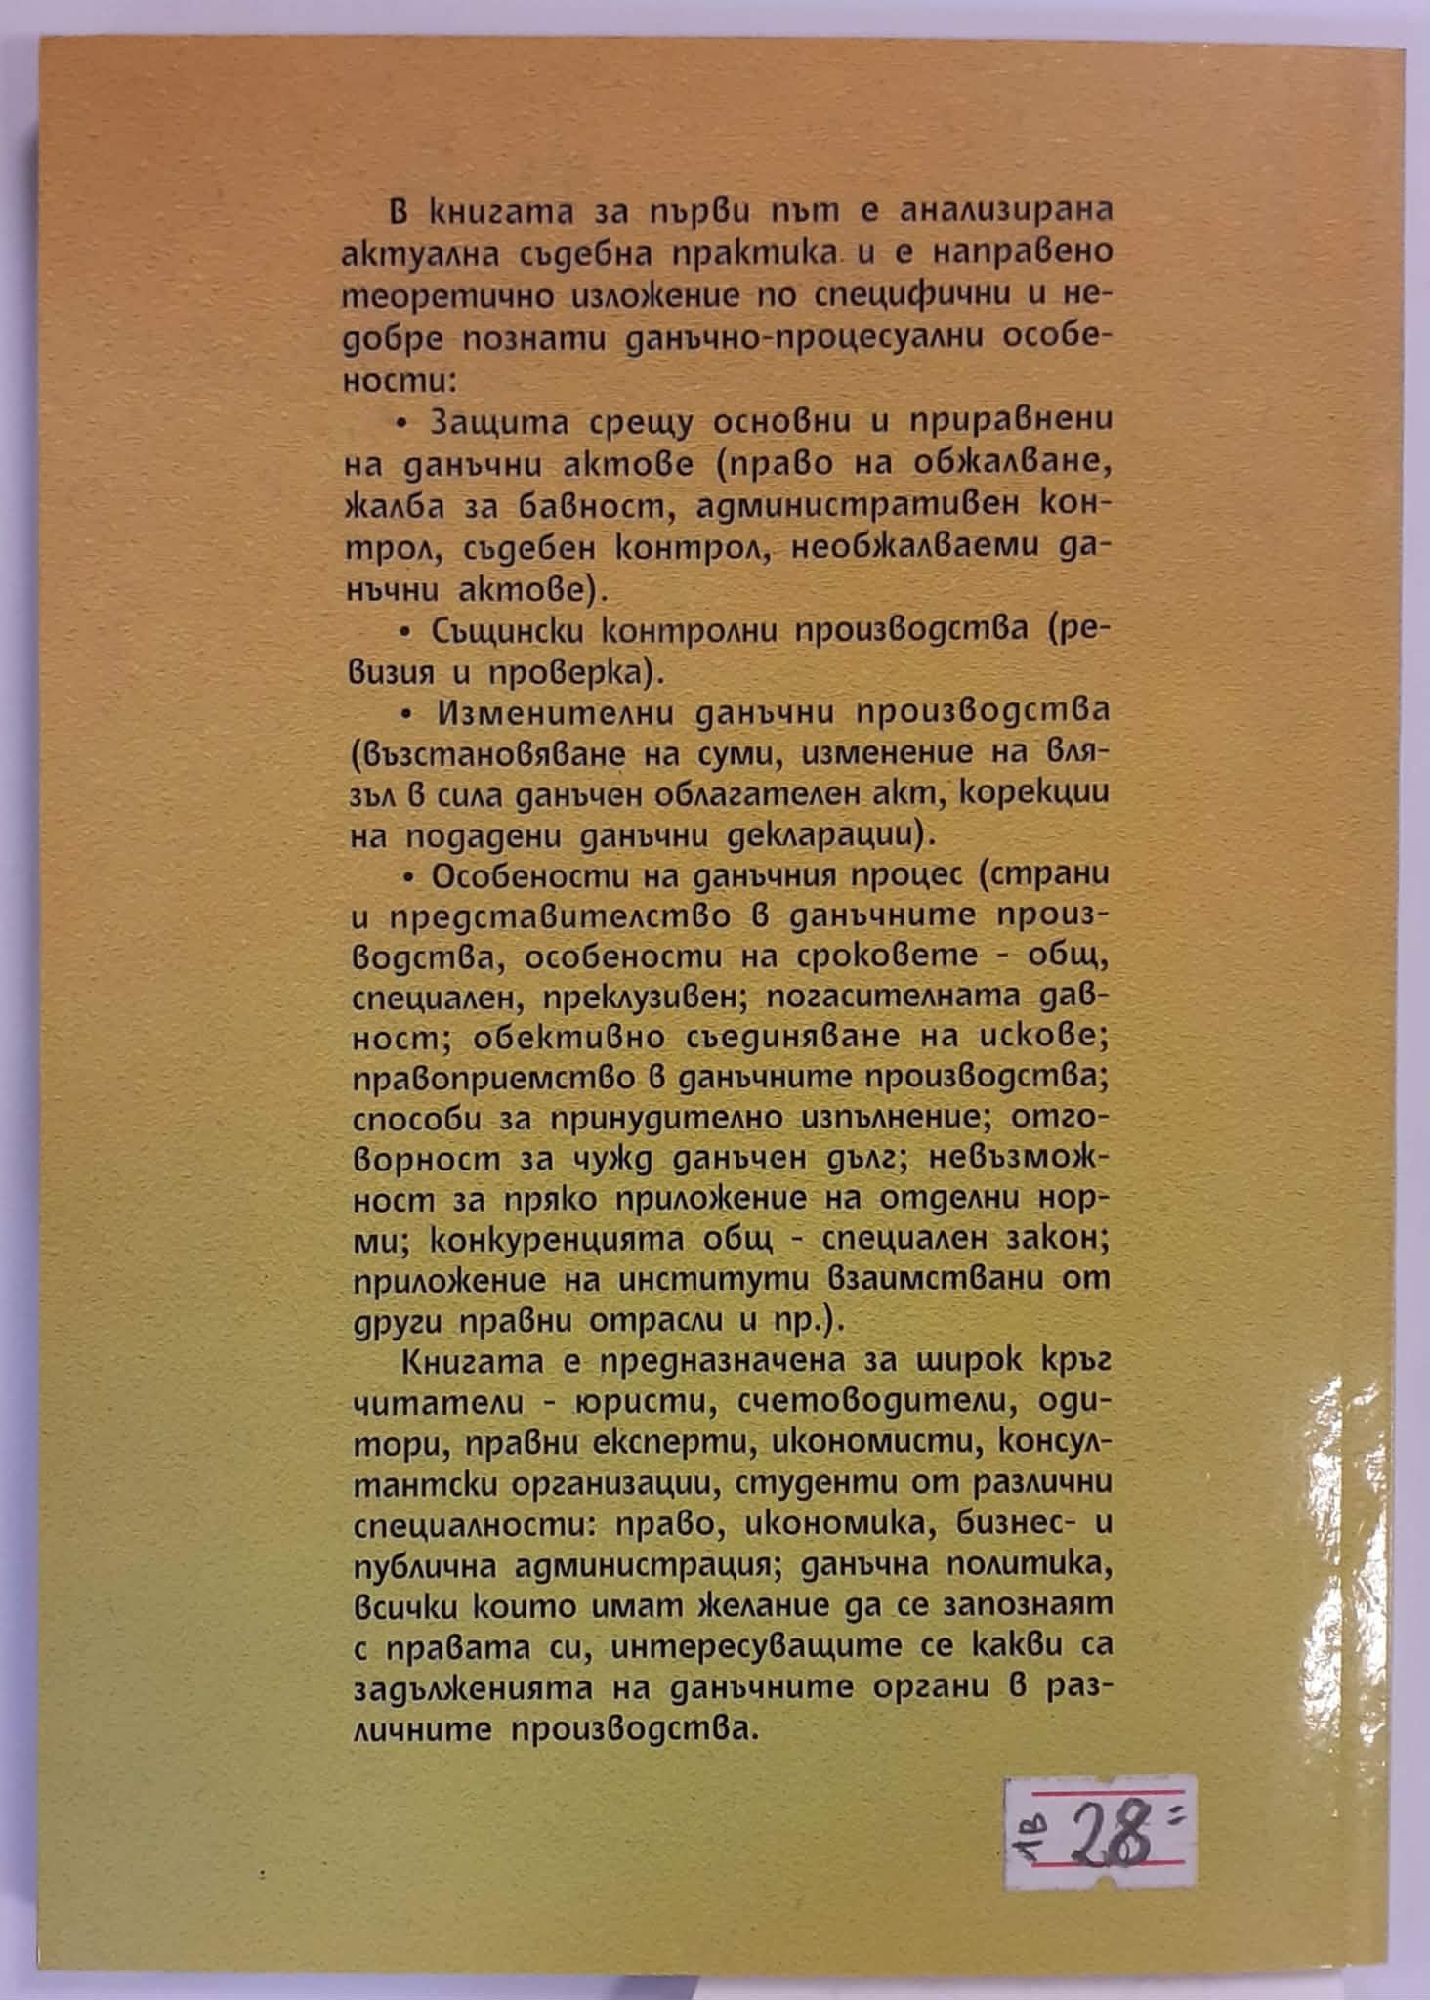 В книгата за първи път е анализирана
актуална съдебна практика и е направено
теоретично изложение по специфични и не-
добре познати данъчно-процесуални особе-
ности:
• Защита срещу основни и приравнени
на данъчни актове (право на обжалване,
жалба за бавност, административен кон-
трол, съдебен контрол, необжалваеми да-
нъчни актове).
• Същински контролни производства (ре-
визия и проверка).
• Изменителни данъчни производства
(възстановяване на суми, изменение на вля-
зъл в сила данъчен облагателен акт, корекции
на подадени данъчни декларации).
• Особености на данъчния процес (страни
и представителство в данъчните произ-
водства, особености на сроковете - общ,
специален, преклузивен; погасителната дав-
ност; обективно съединяване на искове;
правоприемство в данъчните производства;
способи за принудително изпълнение; отго-
ворност за чужд данъчен дълг; невъзмож-
ност за пряко приложение на отделни нор-
ми; конкуренцията общ - специален закон;
приложение на институти взаимствани от
други правни отрасли и пр.).
Книгата е предназначена за широк кръг
читатели - юристи, счетоводители, оди-
тори, правни експерти, икономисти, консул-
тантски организации, студенти от различни
специалности: право, икономика, бизнес- и
публична администрация; данъчна политика,
всички които имат желание да се запознаят
с правата си, интересуващите се какви са
задълженията на данъчните органи в раз-
личните производства.
лв 28=